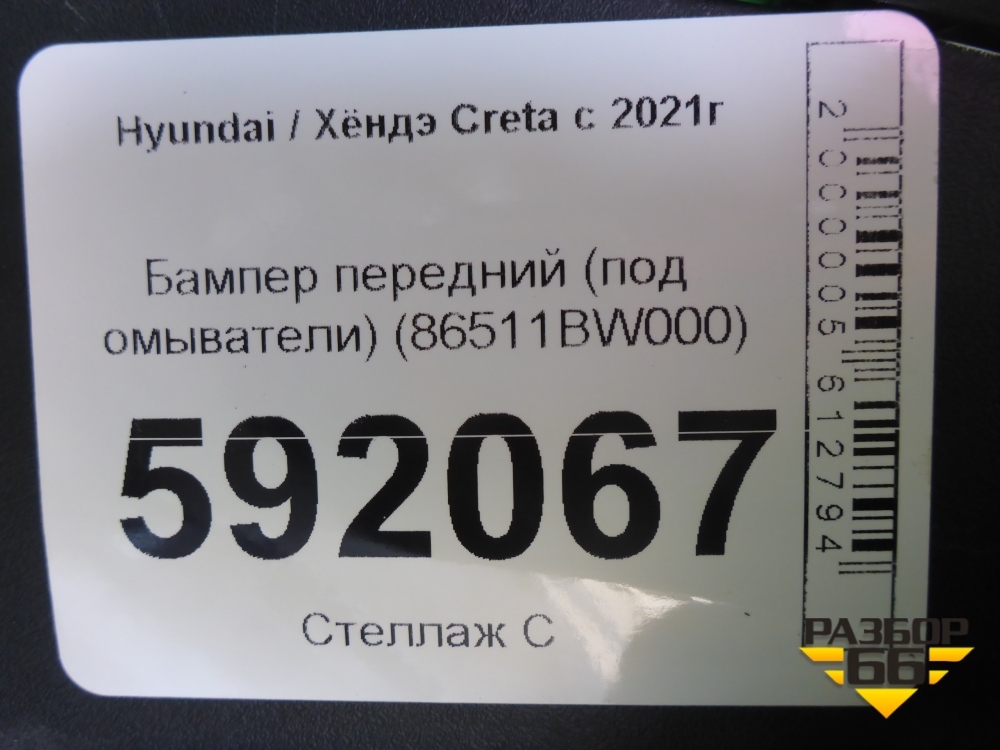 Hyundai / Хёндэ Creta с 2021г
Бампер передний (под
омыватели) (86511BW000)
592067
Стеллаж С
2000005612794
РАЗБОР
66